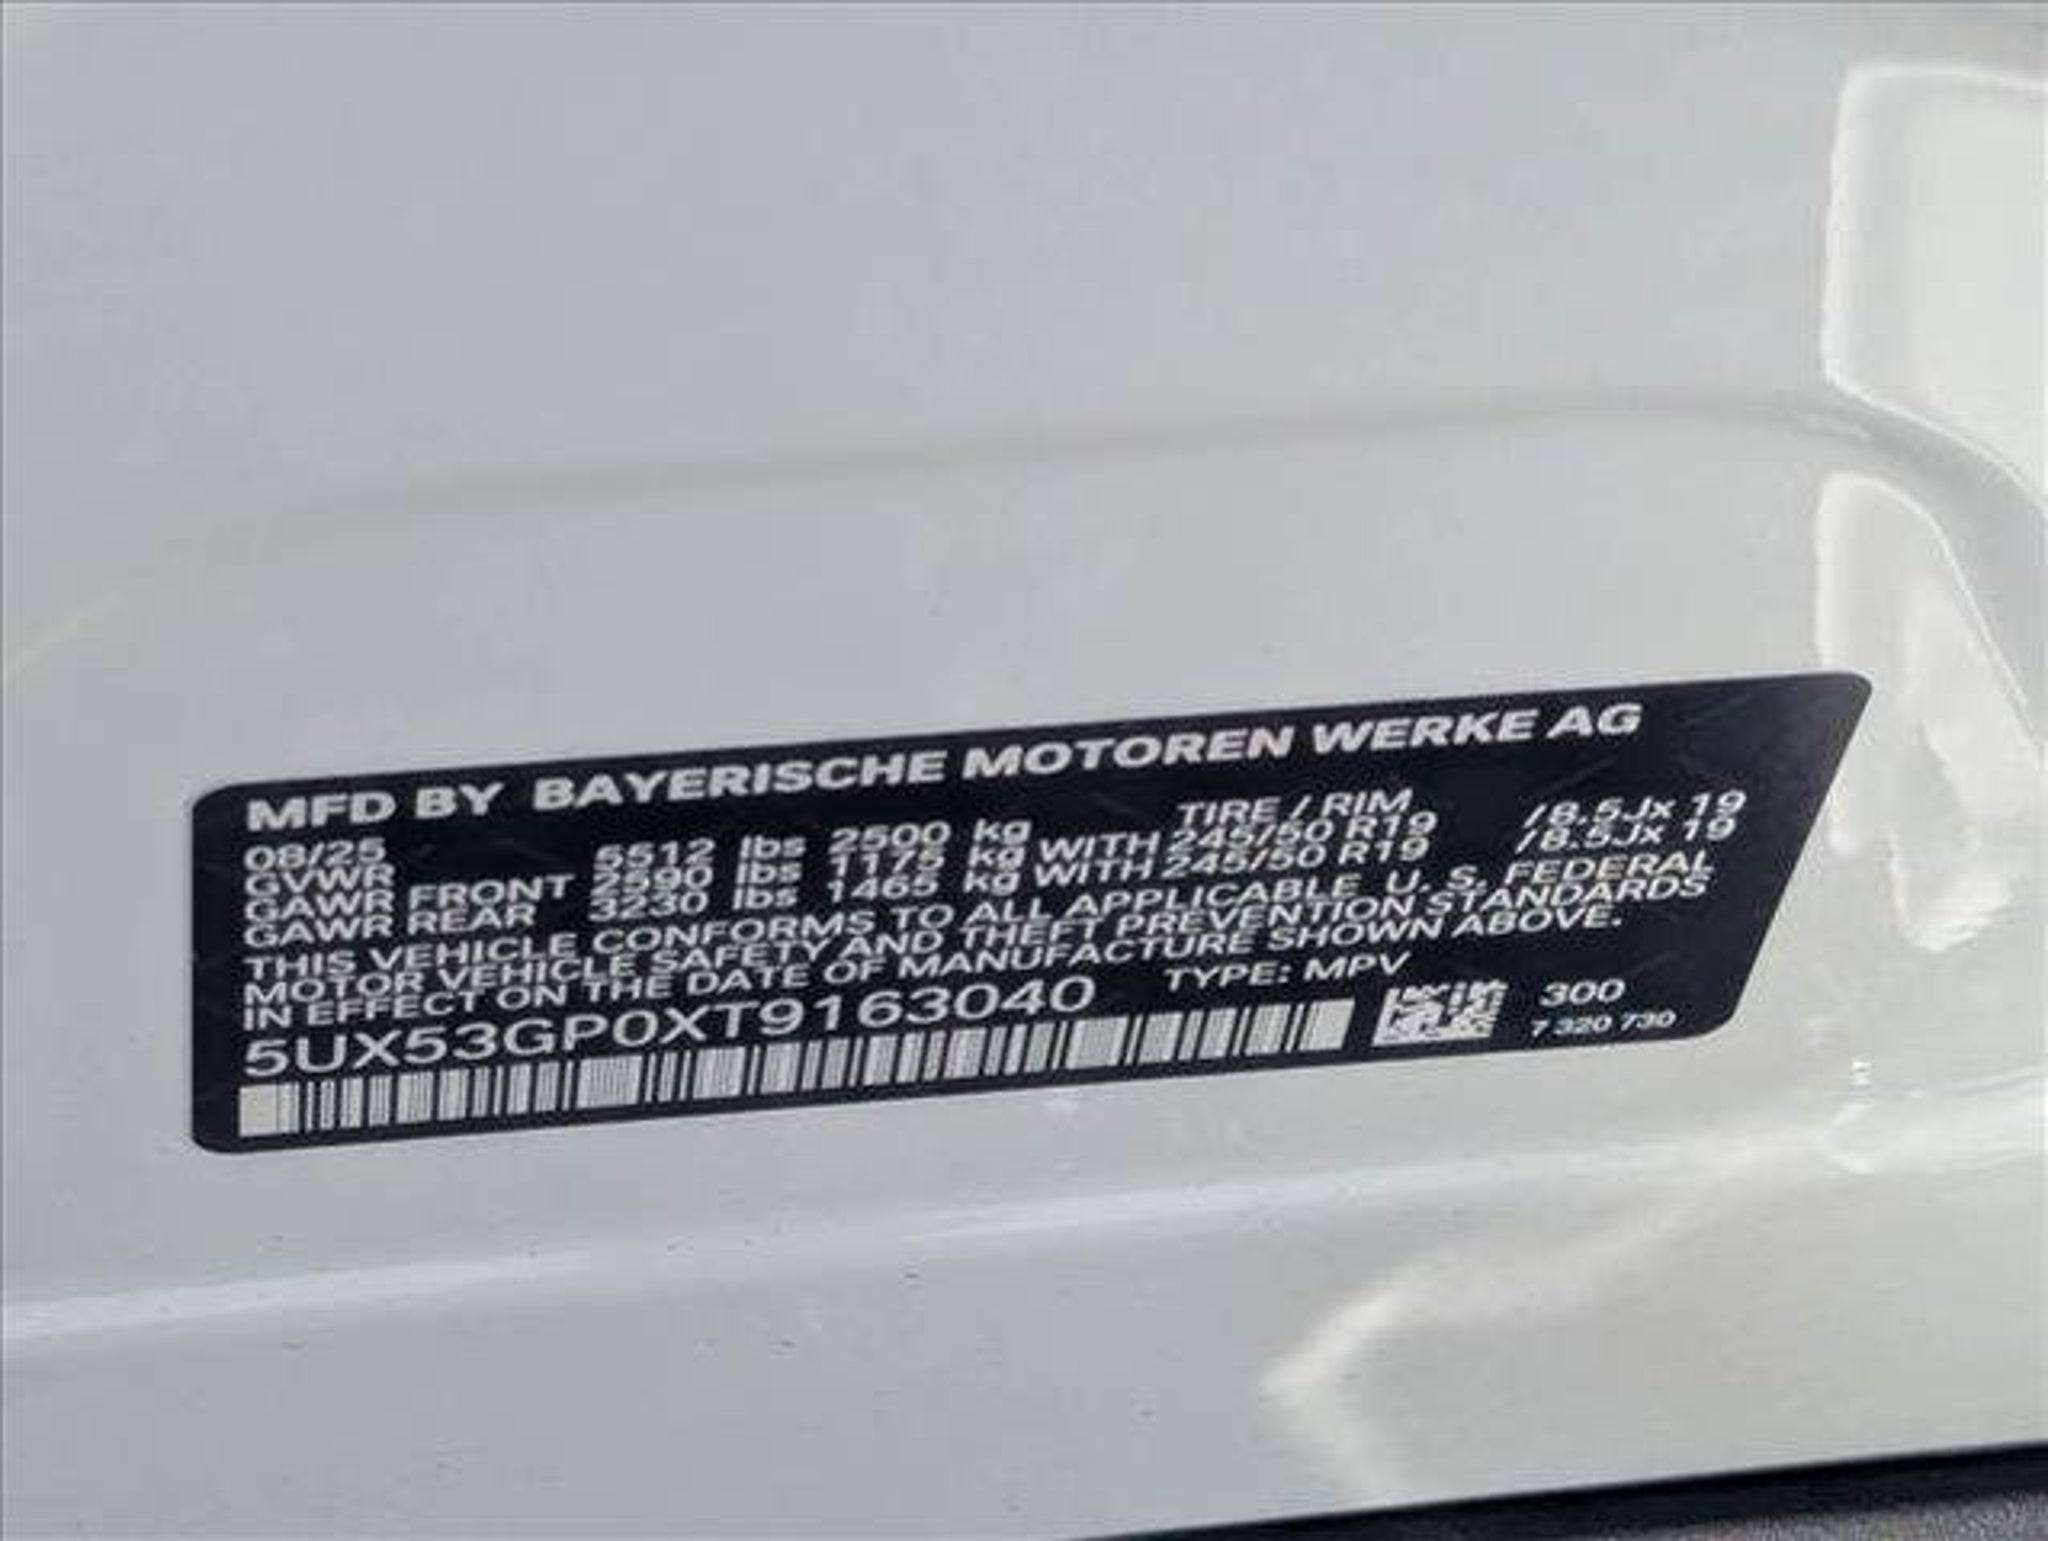 MFD BY BAYERISCHE MOTOREN WERKE AG
08/25 TIRE / RIM
GVWR 5512 lbs 2500 kg
GAWR FRONT 2590 lbs 1175 kg WITH 245/50 R19 /8.5Jx 19
GAWR REAR 3230 lbs 1465 kg WITH 245/50 R19 /8.5Jx 19
THIS VEHICLE CONFORMS TO ALL APPLICABLE U. S. FEDERAL
MOTOR VEHICLE SAFETY AND THEFT PREVENTION STANDARDS
IN EFFECT ON THE DATE OF MANUFACTURE SHOWN ABOVE.
5UX53GP0XT9163040 TYPE: MPV
300
7 320 730